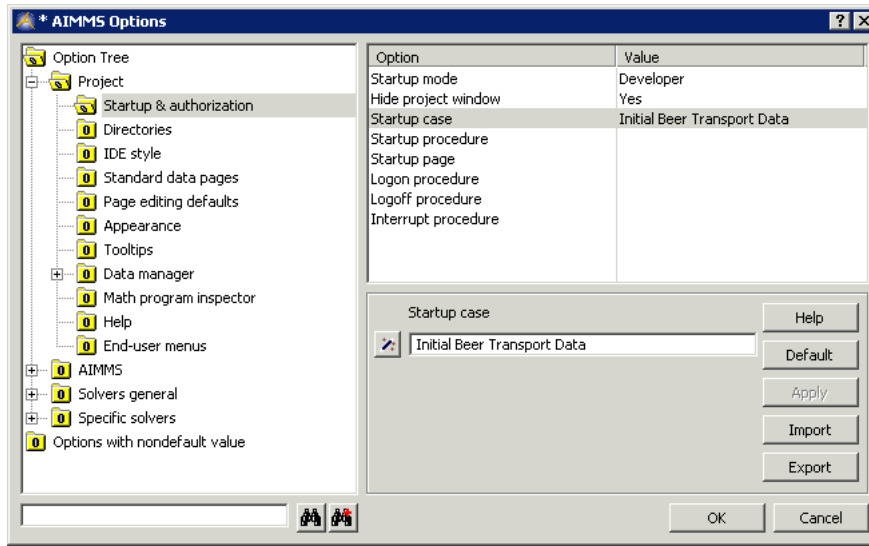 * AIMMS Options
Option Tree
Project
Startup & authorization
Directories
IDE style
Standard data pages
Page editing defaults
Appearance
Tooltips
Data manager
Math program inspector
Help
End-user menus
AIMMS
Solvers general
Specific solvers
Options with nondefault value
Option Value
Startup mode Developer
Hide project window Yes
Startup case Initial Beer Transport Data
Startup procedure
Startup page
Logon procedure
Logoff procedure
Interrupt procedure
Startup case
Initial Beer Transport Data
Help
Default
Apply
Import
Export
OK Cancel